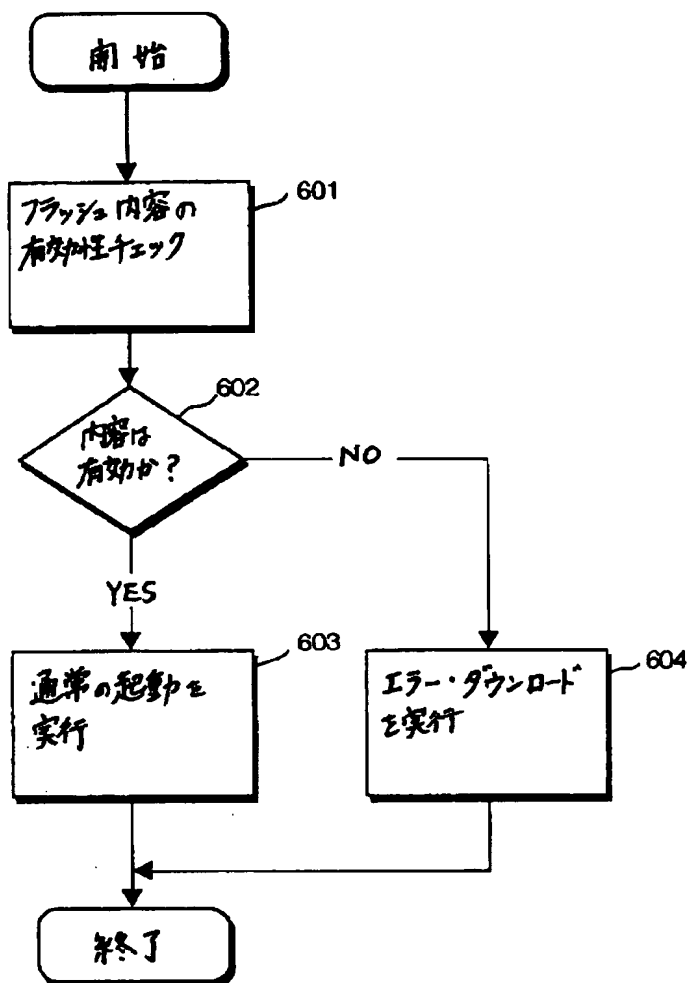 開始
601
フラッシュ内容の
有効性チェック
602
内容は
有効か?
NO
YES
603
通常の起動を
実行
604
エラー・ダウンロード
を実行
終了